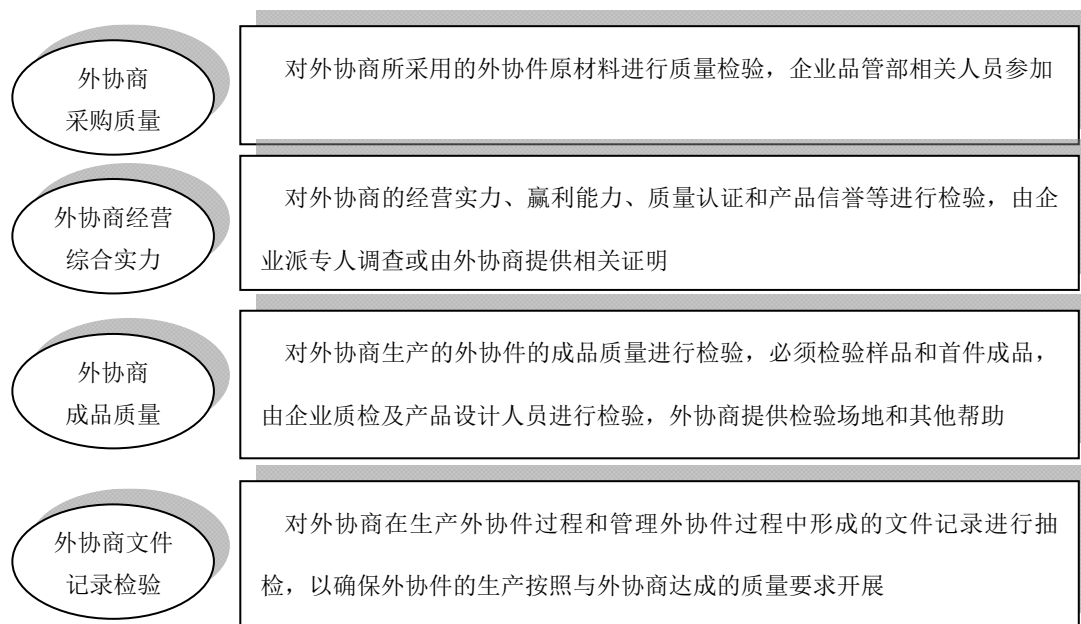 外协商
采购质量
对外协商所采用的外协件原材料进行质量检验，企业品管部相关人员参加
外协商经营
综合实力
对外协商的经营实力、赢利能力、质量认证和产品信誉等进行检验，由企
业派专人调查或由外协商提供相关证明
外协商
成品质量
对外协商生产的外协件的成品质量进行检验，必须检验样品和首件成品，
由企业质检及产品设计人员进行检验，外协商提供检验场地和其他帮助
外协商文件
记录检验
对外协商在生产外协件过程和管理外协件过程中形成的文件记录进行抽
检，以确保外协件的生产按照与外协商达成的质量要求开展